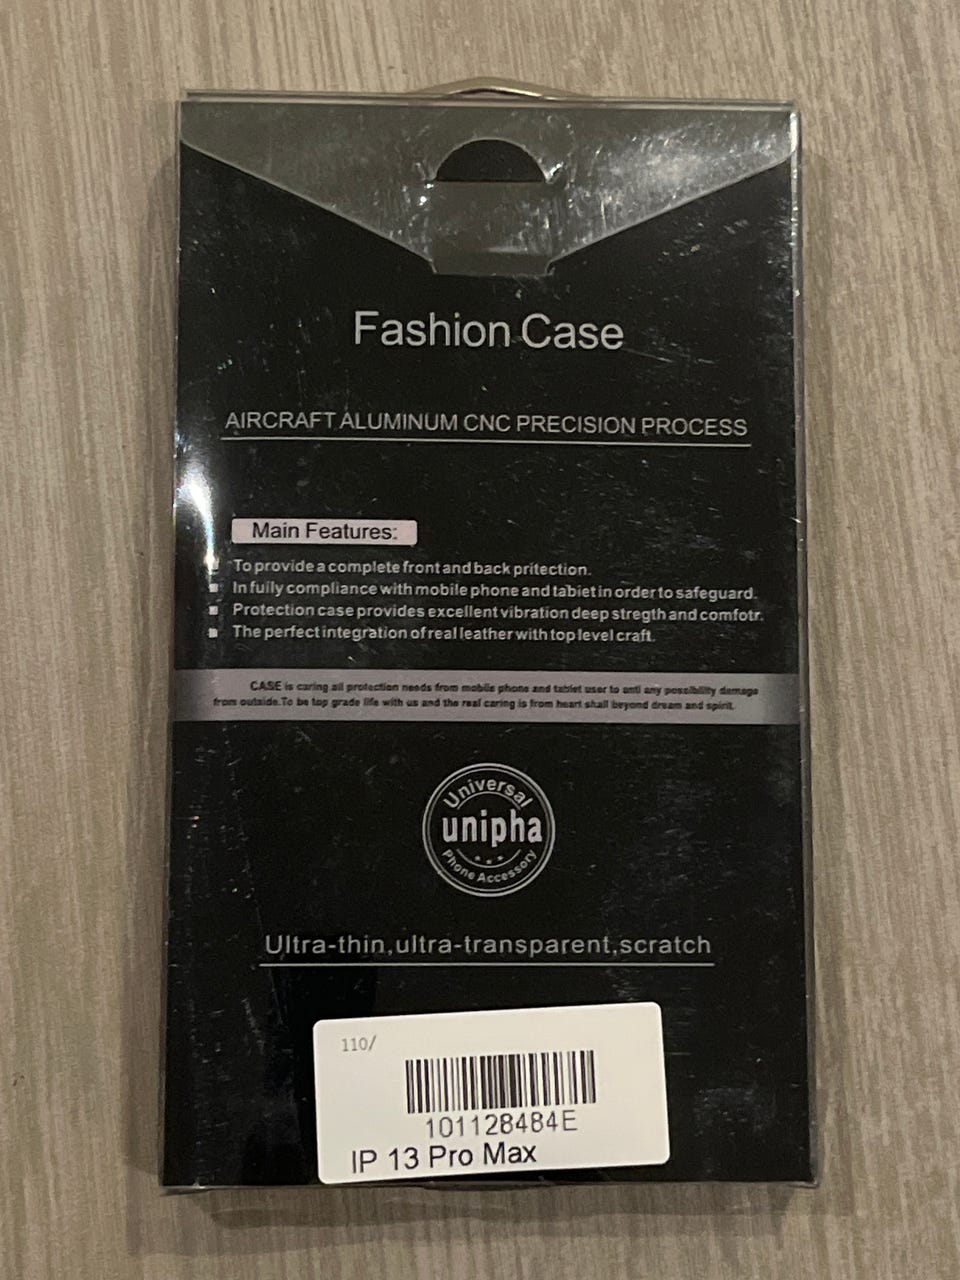 Fashion Case
AIRCRAFT ALUMINUM CNC PRECISION PROCESS
Main Features:
To provide a complete front and back pritection.
In fully compliance with mobile phone and tabiet in order to safeguard.
Protection case provides excellent vibration deep stregth and comfotr.
The perfect integration of real leather with top level craft.
CASE is caring all protection needs from mobile phone and tablet user to anti any possibility damage
from outside.To be top grade life with us and the real caring is from heart shall beyond dream and spirit.
Universal
unipha
Phone Accessory
Ultra-thin,ultra-transparent,scratch
110/
101128484E
IP 13 Pro Max